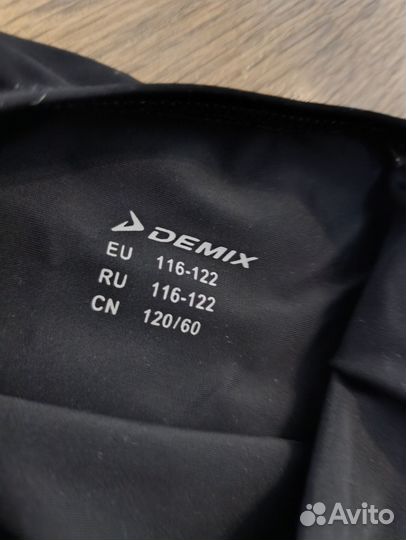 DEMIX
EU 116-122
RU 116-122
CN 120/60
Avito